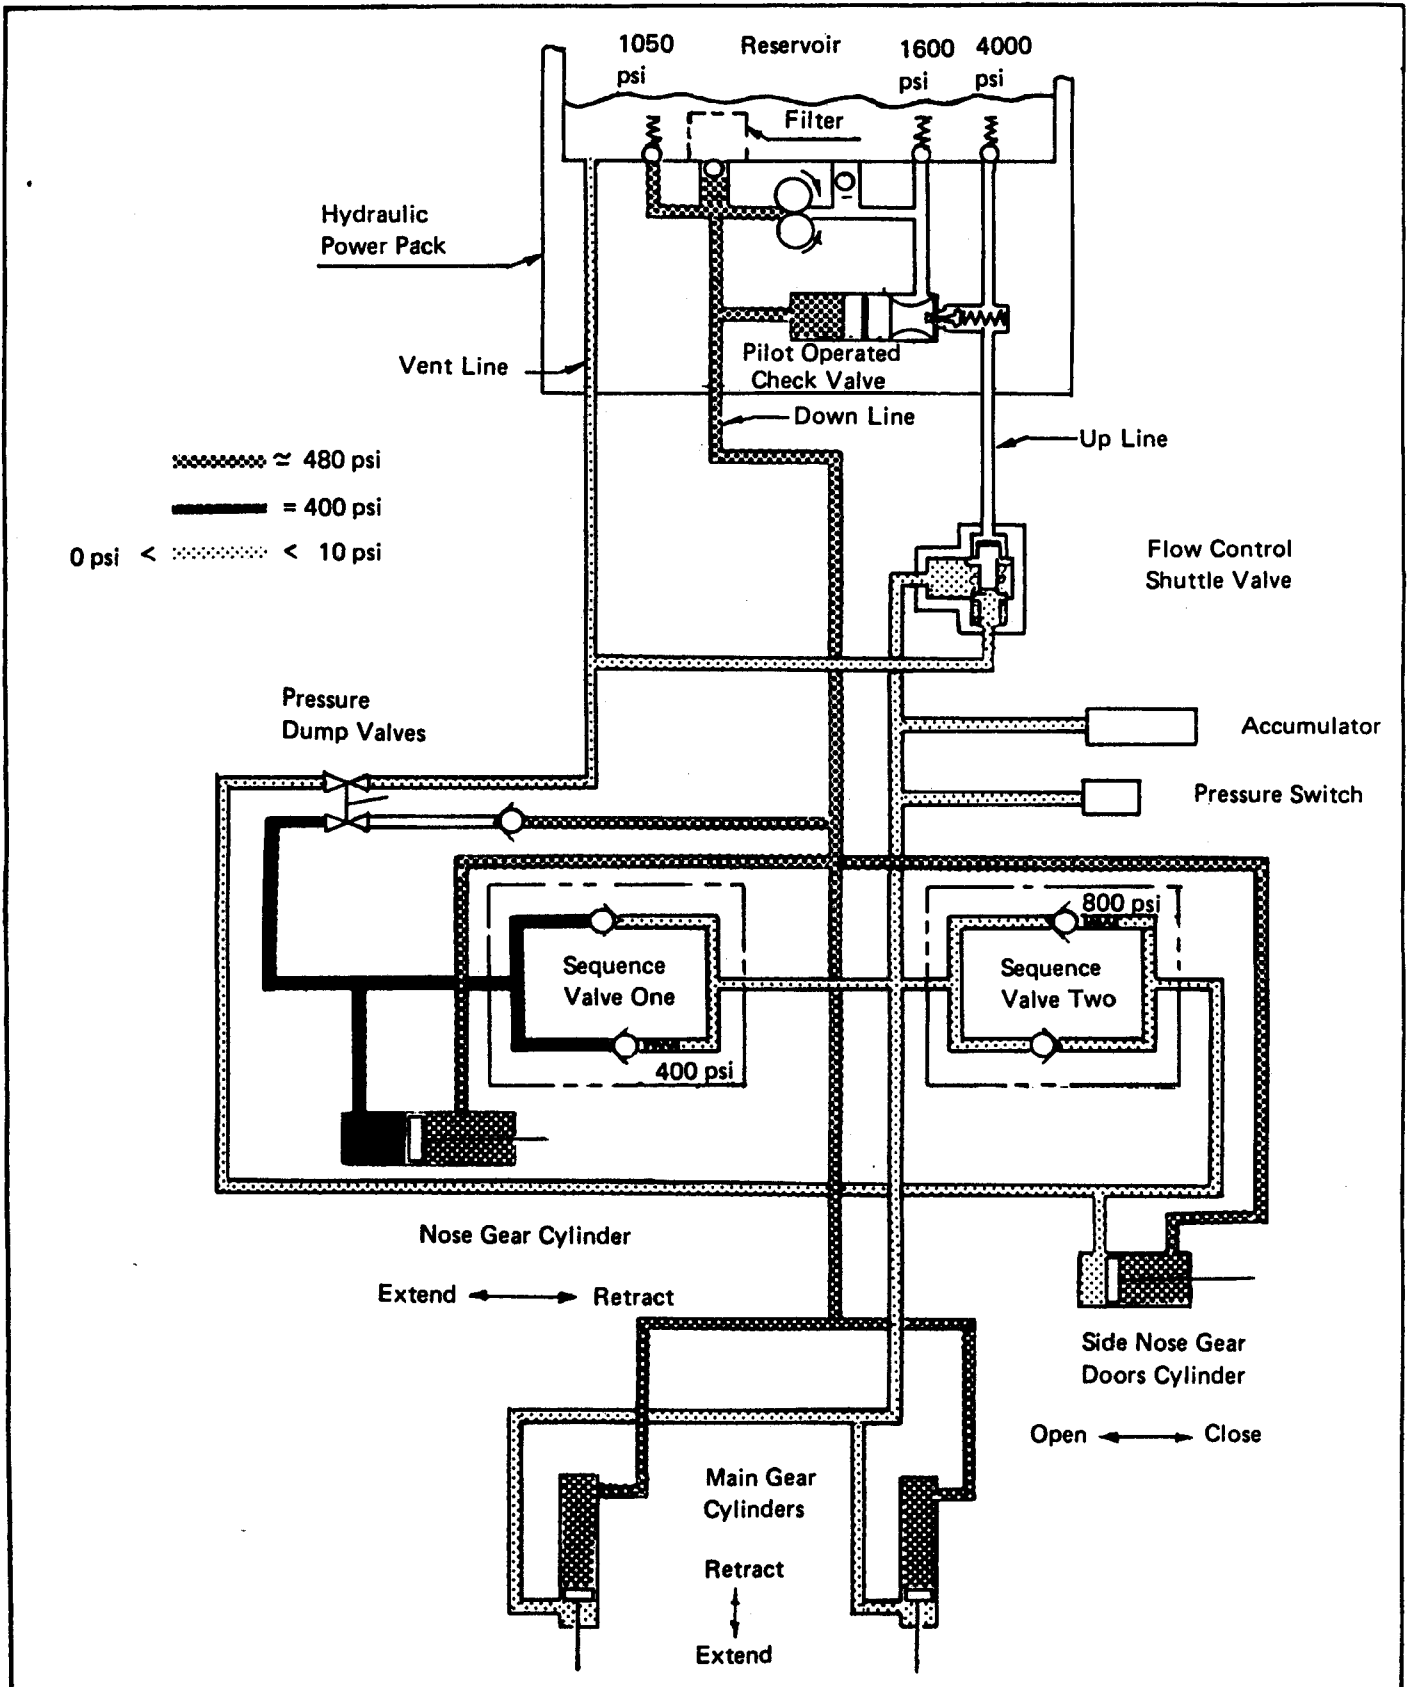 1050
psi
Reservoir
1600
psi
4000
psi
Filter
Hydraulic
Power Pack
Vent Line
Pilot Operated
Check Valve
Down Line
Up Line
≃ 480 psi
= 400 psi
0 psi < < 10 psi
Flow Control
Shuttle Valve
Pressure
Dump Valves
Accumulator
Pressure Switch
800 psi
Sequence
Valve One
Sequence
Valve Two
400 psi
Nose Gear Cylinder
Extend Retract
Side Nose Gear
Doors Cylinder
Open Close
Main Gear
Cylinders
Retract
Extend